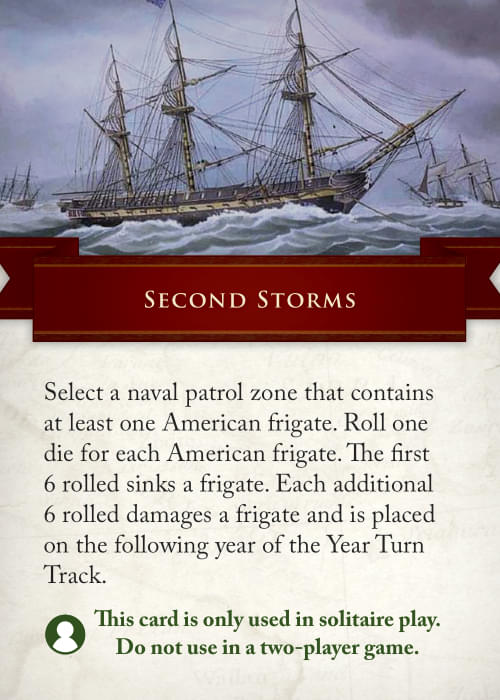 Second Storms
Select a naval patrol zone that contains
at least one American frigate. Roll one
die for each American frigate. The first
6 rolled sinks a frigate. Each additional
6 rolled damages a frigate and is placed
on the following year of the Year Turn
Track.
This card is only used in solitaire play.
Do not use in a two-player game.